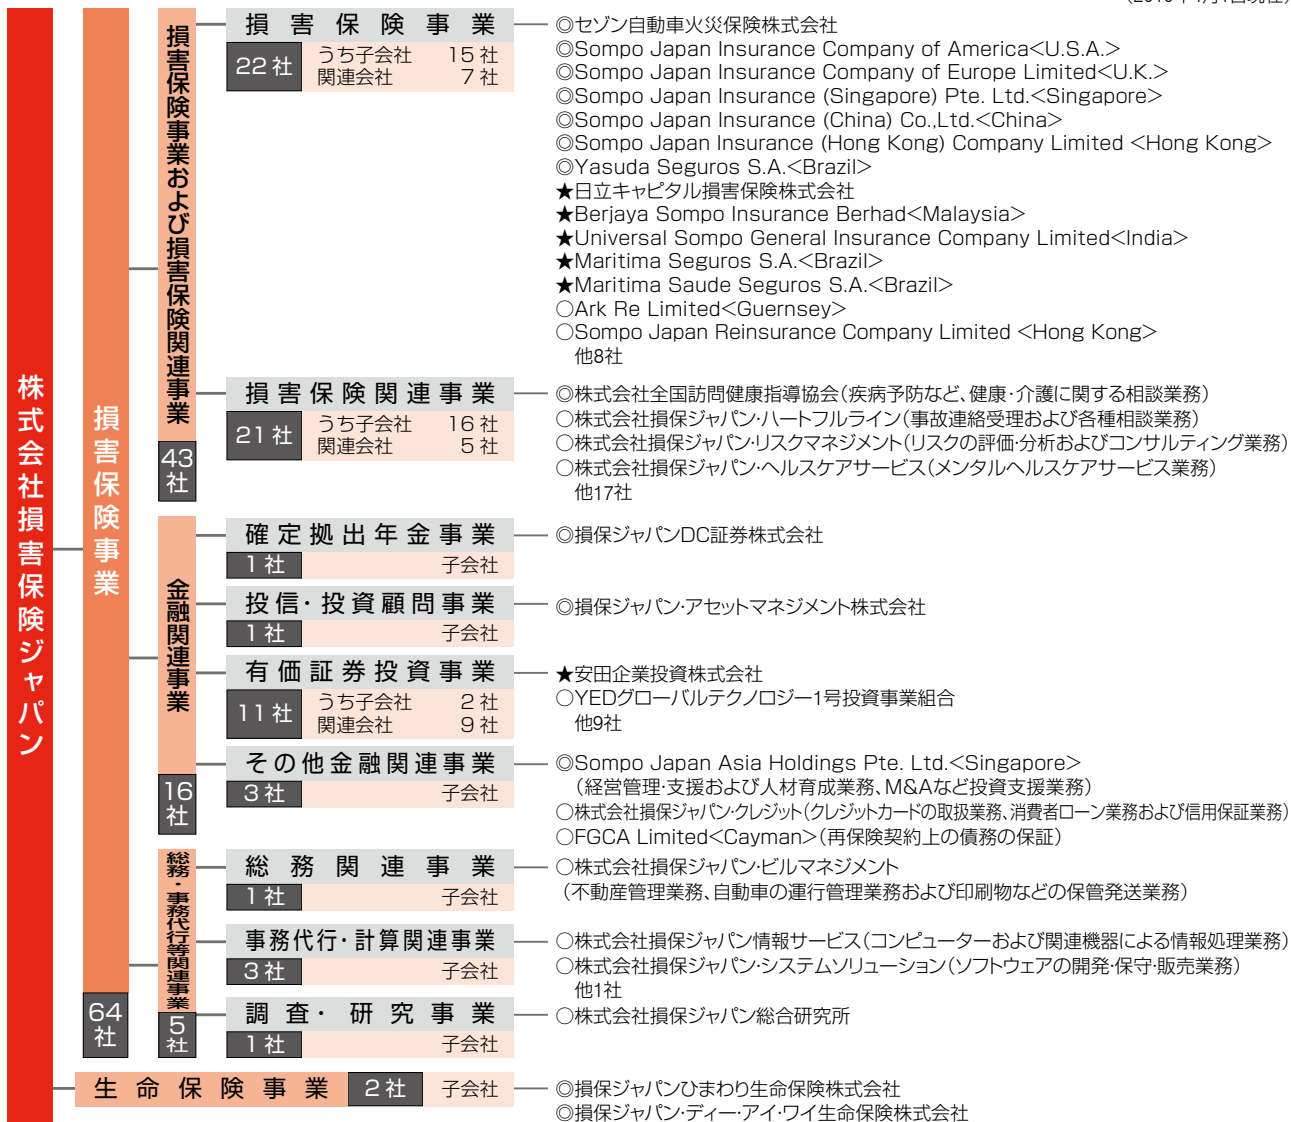 株式会社損害保険ジャパン
損害保険事業
64社
損害保険事業および損害保険関連事業
43社
損害保険事業
22社 うち子会社 15社
関連会社 7社
◎セゾン自動車火災保険株式会社
◎Sompo Japan Insurance Company of America<U.S.A.>
◎Sompo Japan Insurance Company of Europe Limited<U.K.>
◎Sompo Japan Insurance (Singapore) Pte. Ltd.<Singapore>
◎Sompo Japan Insurance (China) Co.,Ltd.<China>
◎Sompo Japan Insurance (Hong Kong) Company Limited <Hong Kong>
◎Yasuda Seguros S.A.<Brazil>
★日立キャピタル損害保険株式会社
★Berjaya Sompo Insurance Berhad<Malaysia>
★Universal Sompo General Insurance Company Limited<India>
★Maritima Seguros S.A.<Brazil>
★Maritima Saude Seguros S.A.<Brazil>
○Ark Re Limited<Guernsey>
○Sompo Japan Reinsurance Company Limited <Hong Kong>
他8社
損害保険関連事業
21社 うち子会社 16社
関連会社 5社
◎株式会社全国訪問健康指導協会(疾病予防など、健康・介護に関する相談業務)
○株式会社損保ジャパン・ハートフルライン(事故連絡受理および各種相談業務)
○株式会社損保ジャパン・リスクマネジメント(リスクの評価・分析およびコンサルティング業務)
○株式会社損保ジャパン・ヘルスケアサービス(メンタルヘルスケアサービス業務)
他17社
金融関連事業
16社
確定拠出年金事業
1社 子会社
◎損保ジャパンDC証券株式会社
投信・投資顧問事業
1社 子会社
◎損保ジャパン・アセットマネジメント株式会社
有価証券投資事業
11社 うち子会社 2社
関連会社 9社
★安田企業投資株式会社
○YEDグローバルテクノロジー1号投資事業組合
他9社
その他金融関連事業
3社 子会社
◎Sompo Japan Asia Holdings Pte. Ltd.<Singapore>
(経営管理・支援および人材育成業務、M&Aなど投資支援業務)
○株式会社損保ジャパン・クレジット(クレジットカードの取扱業務、消費者ローン業務および信用保証業務)
○FGCA Limited<Cayman>(再保険契約上の債務の保証)
総務・事務代行等関連事業
5社
総務関連事業
1社 子会社
○株式会社損保ジャパン・ビルマネジメント
(不動産管理業務、自動車の運行管理業務および印刷物などの保管発送業務)
事務代行・計算関連事業
3社 子会社
○株式会社損保ジャパン情報サービス(コンピューターおよび関連機器による情報処理業務)
○株式会社損保ジャパン・システムソリューション(ソフトウェアの開発・保守・販売業務)
他1社
調査・研究事業
1社 子会社
○株式会社損保ジャパン総合研究所
生命保険事業 2社 子会社
◎損保ジャパンひまわり生命保険株式会社
◎損保ジャパン・ディー・アイ・ワイ生命保険株式会社